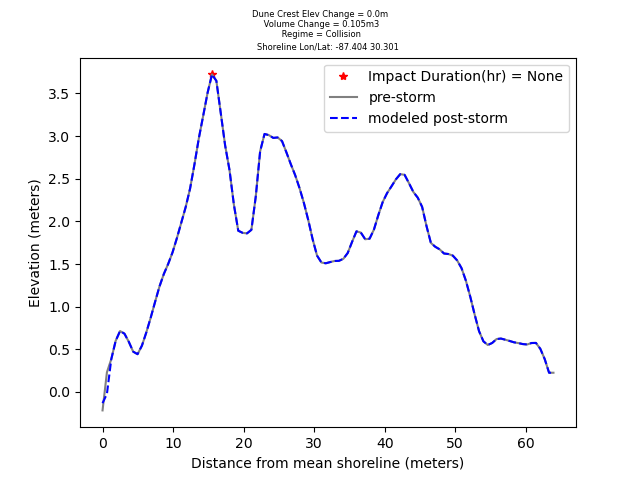 Dune Crest Elev Change = 0.0m
Volume Change = 0.105m3
Regime = Collision
Shoreline Lon/Lat: -87.404 30.301
Impact Duration(hr) = None
pre-storm
modeled post-storm
Elevation (meters)
3.5
3.0
2.5
2.0
1.5
1.0
0.5
0.0
0 10 20 30 40 50 60
Distance from mean shoreline (meters)